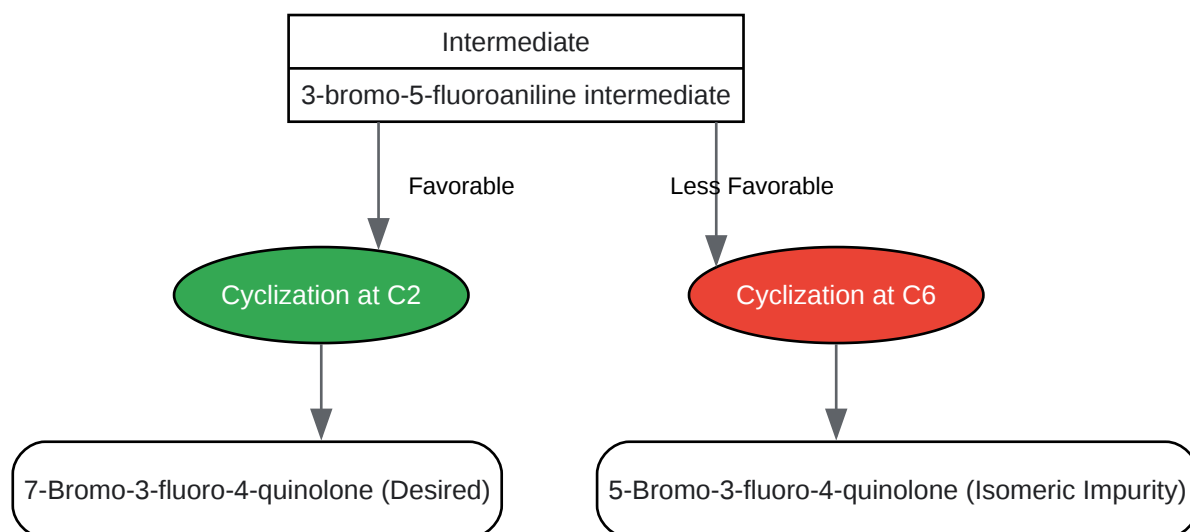 Intermediate
3-bromo-5-fluoroaniline intermediate
Favorable
Less Favorable
Cyclization at C2
Cyclization at C6
7-Bromo-3-fluoro-4-quinolone (Desired)
5-Bromo-3-fluoro-4-quinolone (Isomeric Impurity)